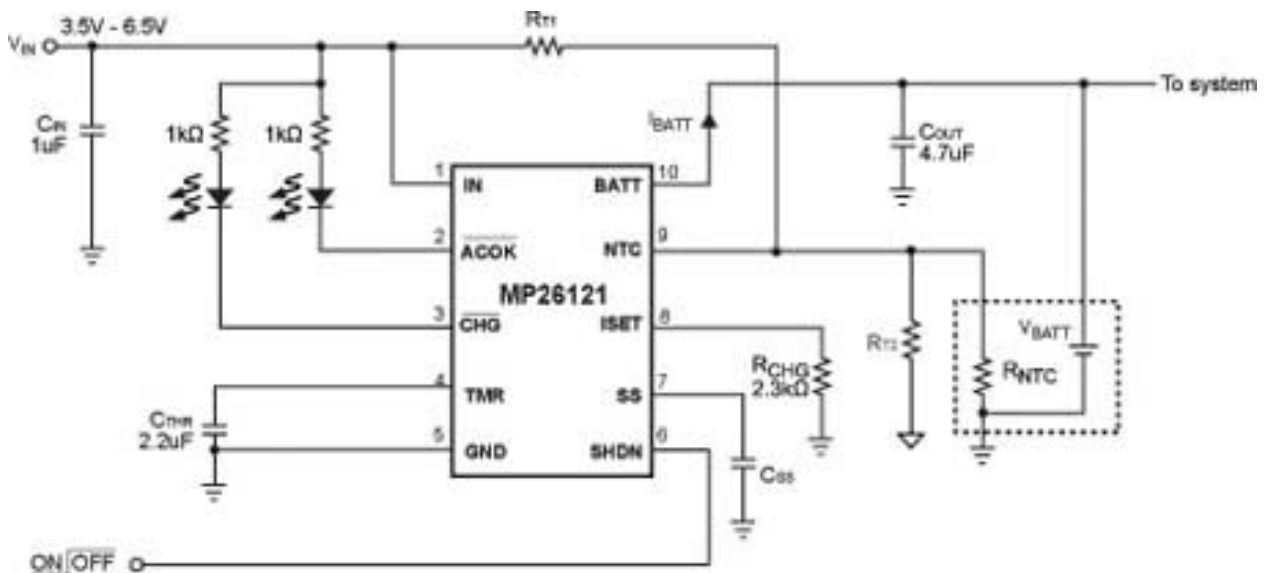 3.5V - 6.5V
RT1
VIN
To system
CIN
1uF
1kΩ
1kΩ
IBATT
COUT
4.7uF
1
IN
BATT
10
2
ACOK
NTC
9
MP26121
3
CHG
ISET
8
RT2
VBATT
RCHG
2.3kΩ
RNTC
4
TMR
SS
7
CTMR
2.2uF
5
GND
SHDN
6
CSS
ON/OFF